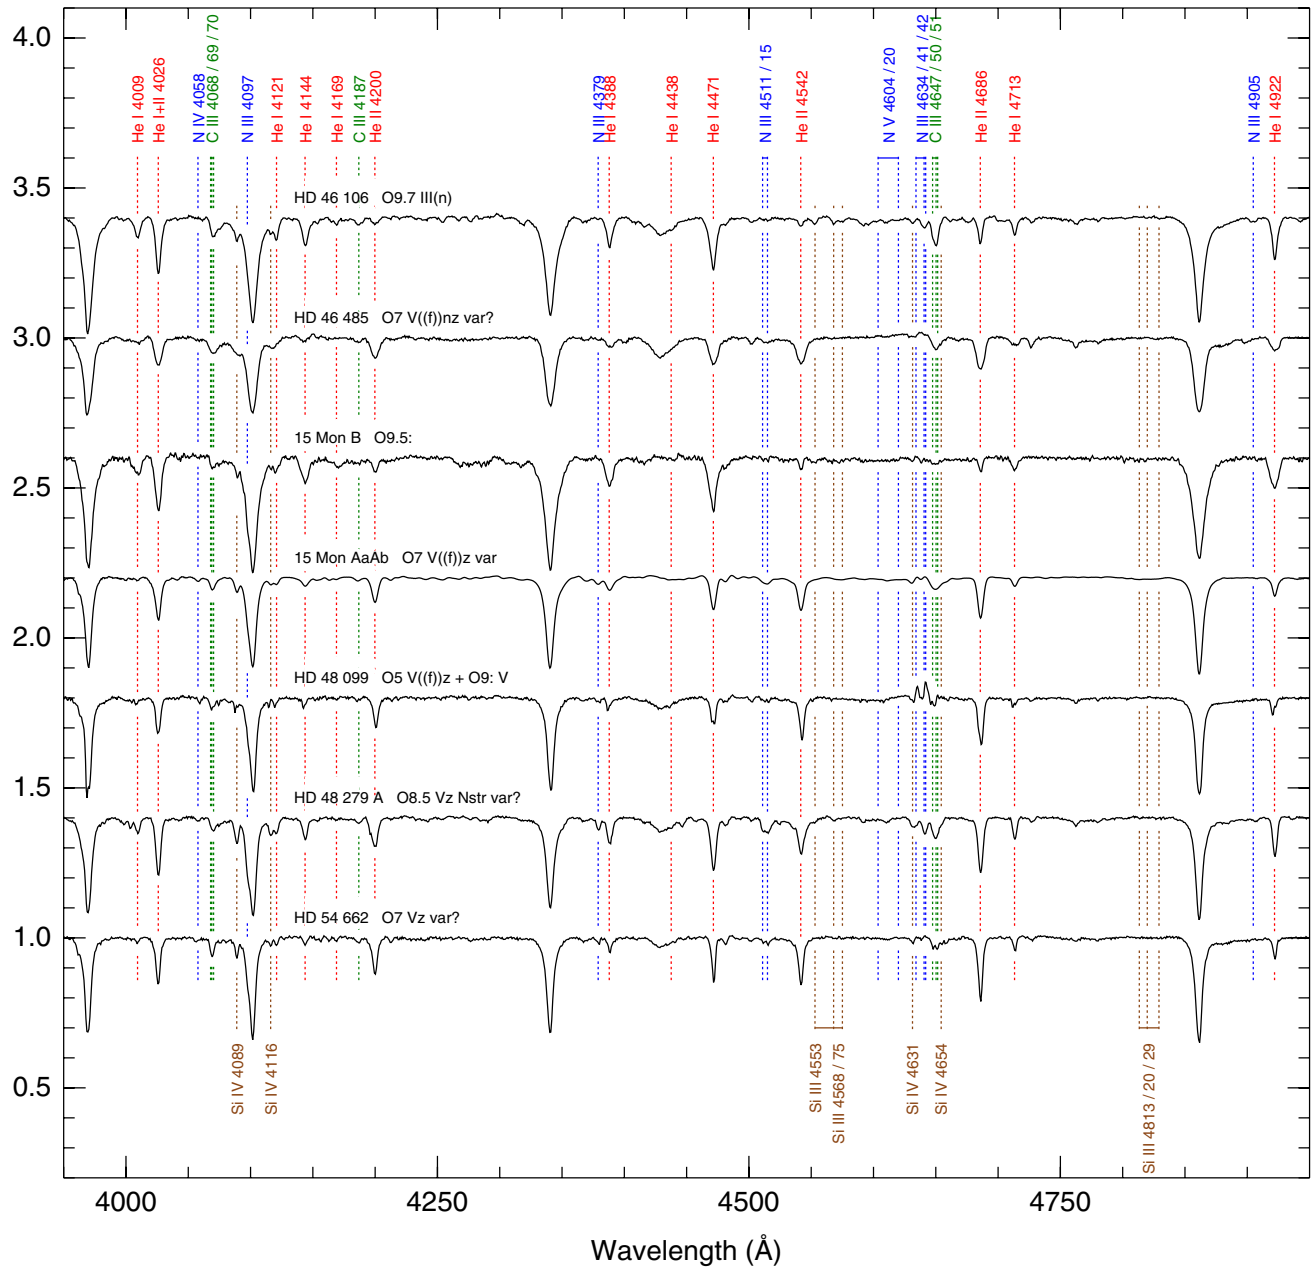 4.0
3.5
3.0
2.5
2.0
1.5
1.0
0.5
He I 4009
He I+II 4026
N IV 4058
C III 4068 / 69 / 70
N III 4097
He I 4121
He I 4144
He I 4169
C III 4187
He II 4200
N III 4379
He I 4388
He I 4438
He I 4471
N III 4511 / 15
He II 4542
N V 4604 / 20
N III 4634 / 41 / 42
C III 4647 / 50 / 51
He II 4686
He I 4713
N III 4905
He I 4922
HD 46 106 O9.7 III(n)
HD 46 485 O7 V((f))nz var?
15 Mon B O9.5:
15 Mon AaAb O7 V((f))z var
HD 48 099 O5 V((f))z + O9: V
HD 48 279 A O8.5 Vz Nstr var?
HD 54 662 O7 Vz var?
Si IV 4089
Si IV 4116
Si III 4553
Si III 4568 / 75
Si IV 4631
Si IV 4654
Si III 4813 / 20 / 29
4000
4250
4500
4750
Wavelength (Å)